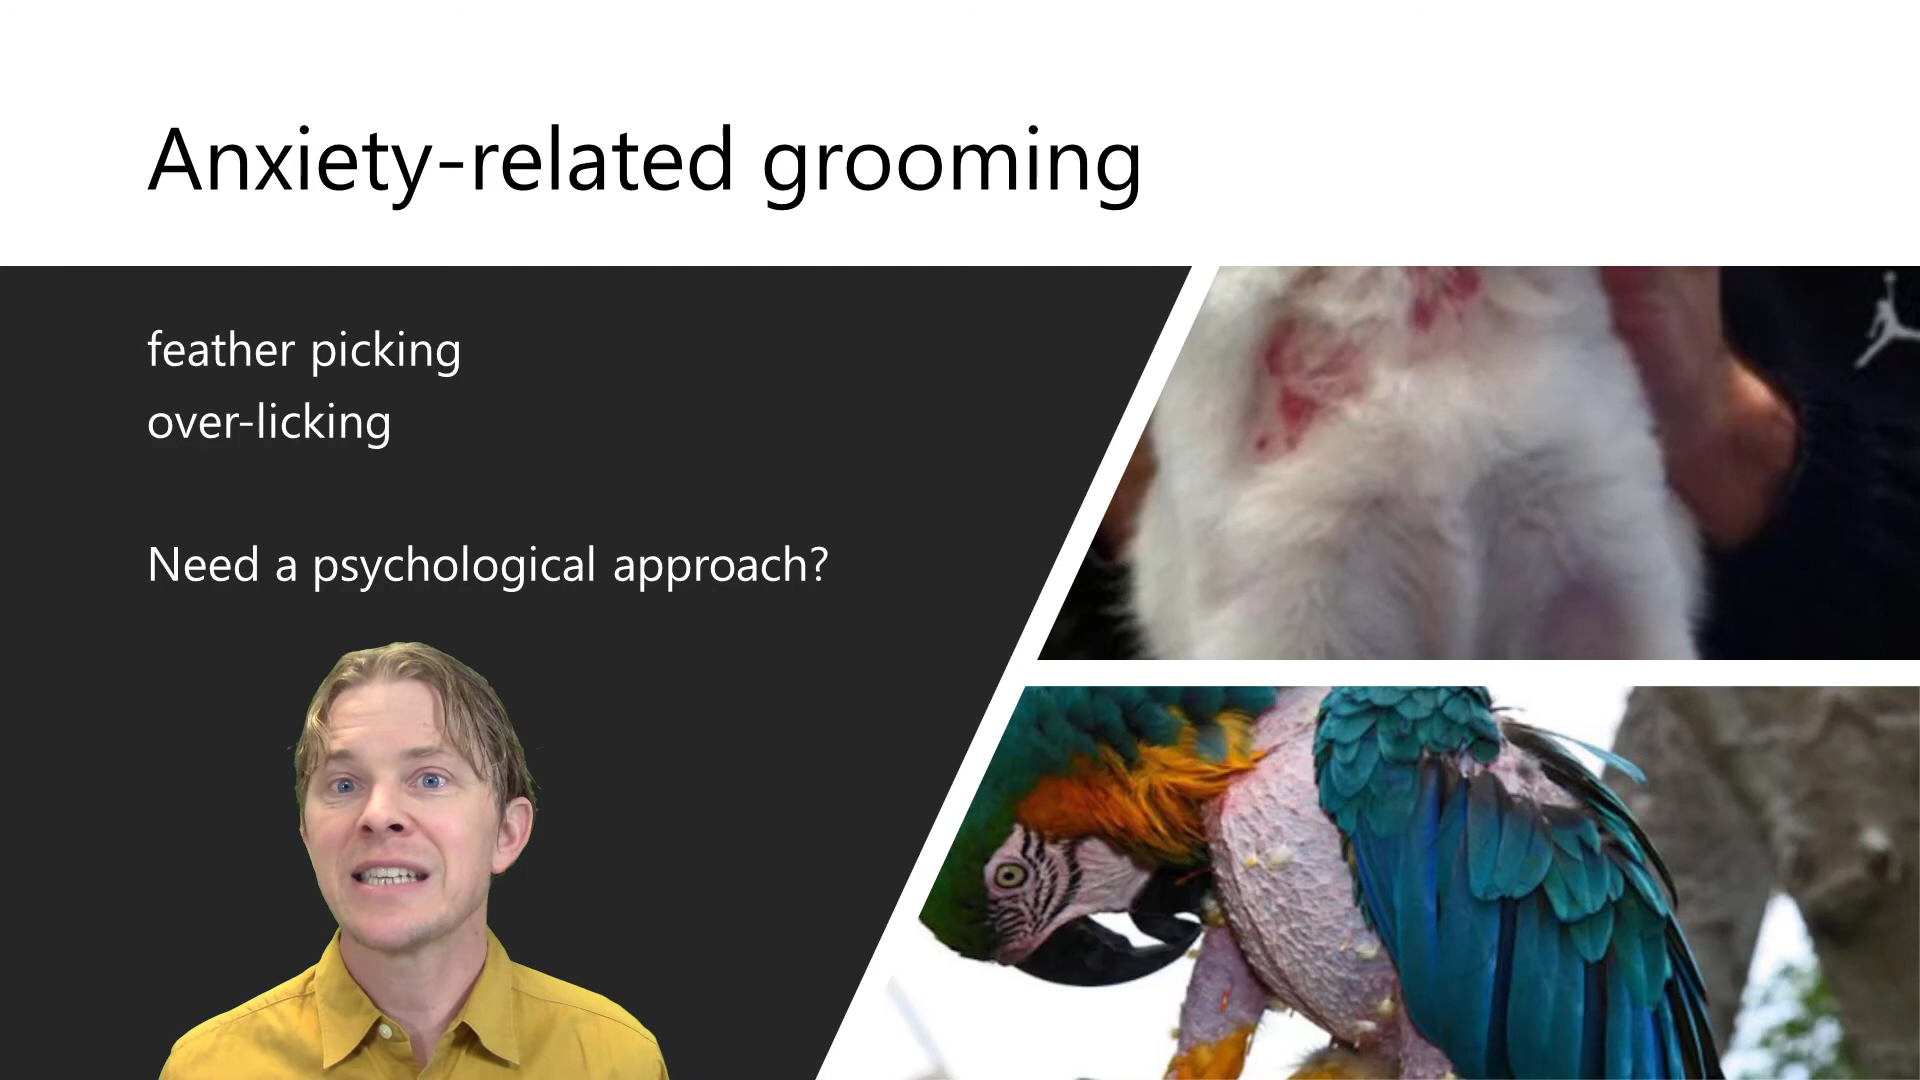 Anxiety-related grooming
feather picking
over-licking
Need a psychological approach?